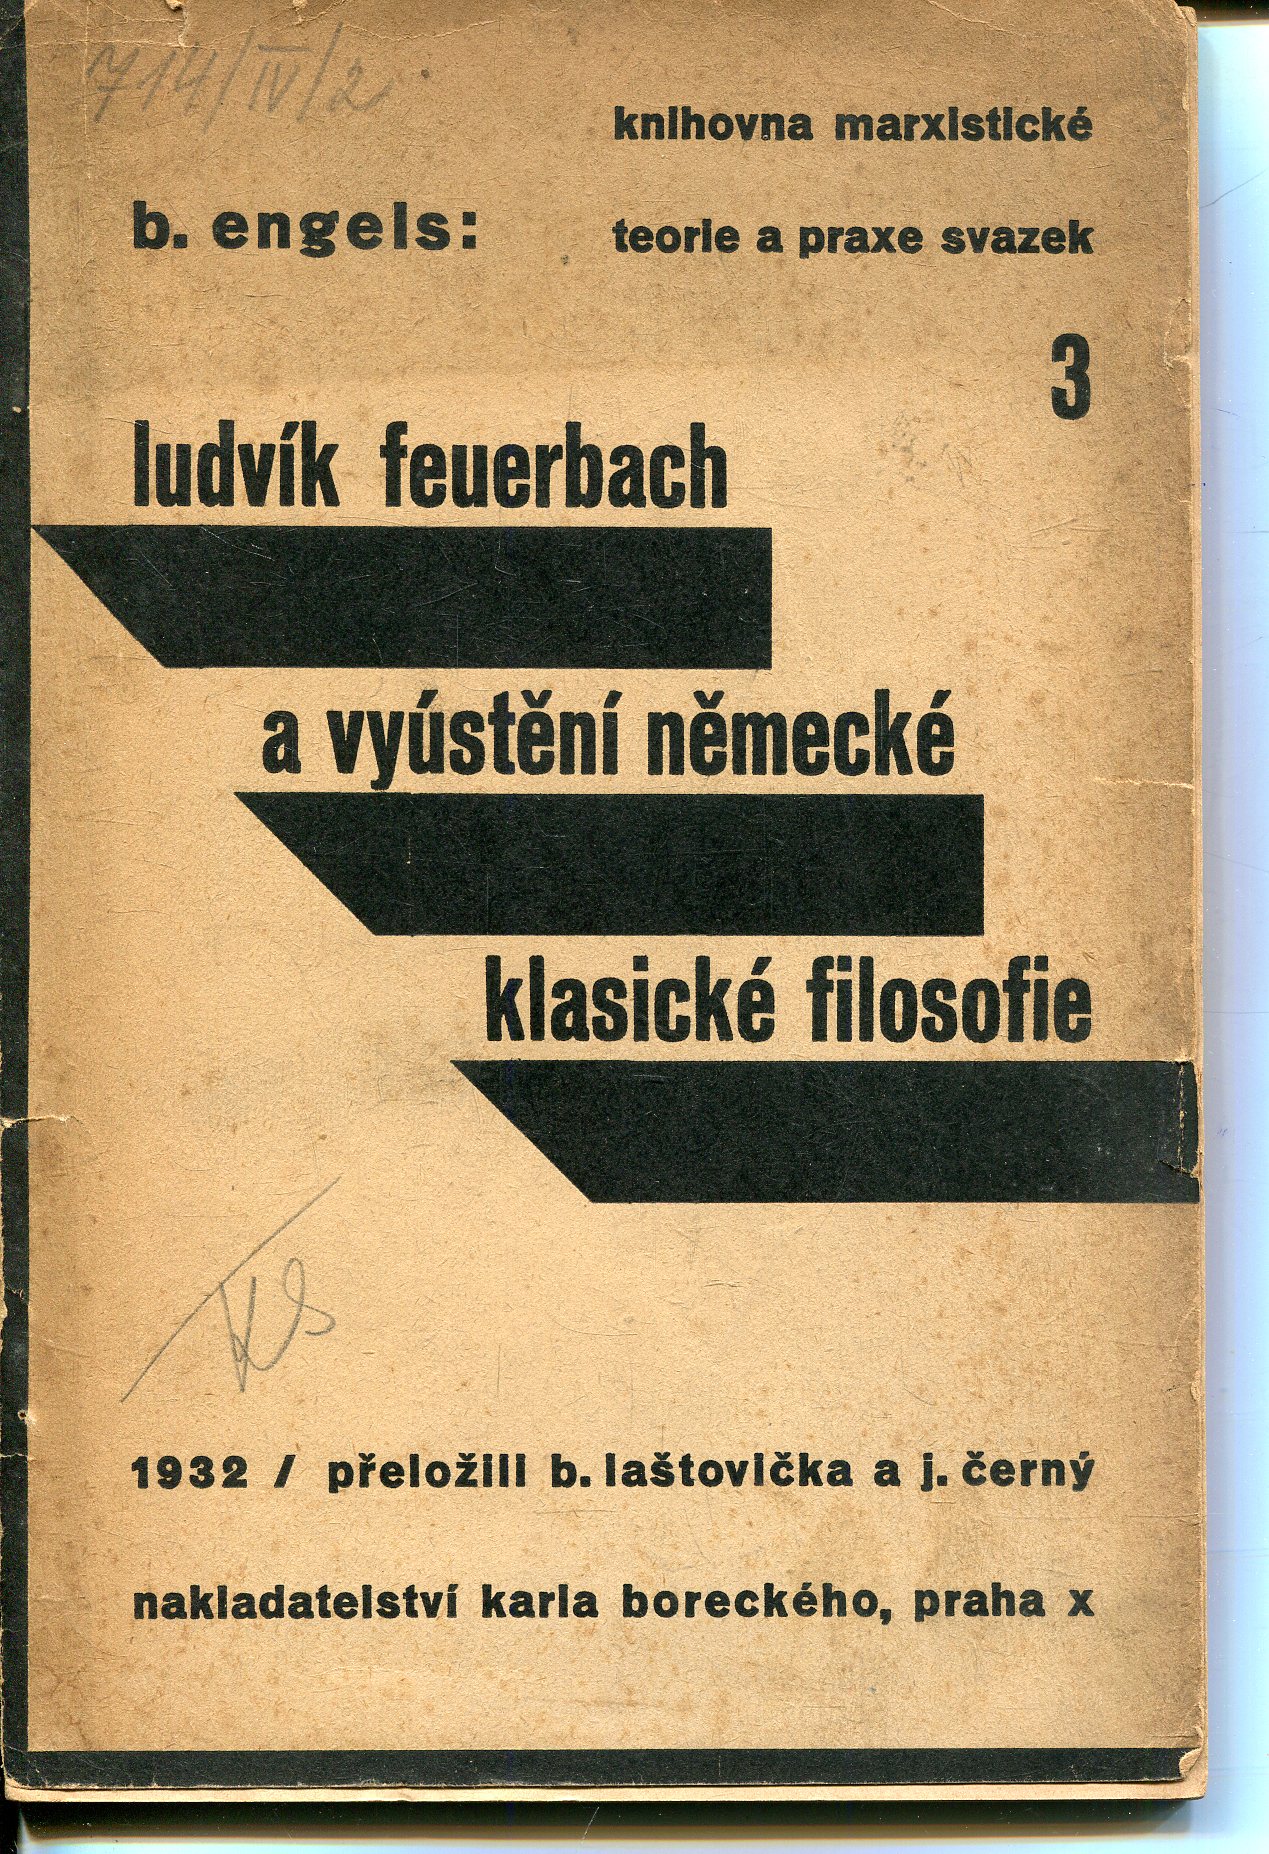 714/IV/2
knihovna marxistické
b. engels:
teorie a praxe svazek
3
ludvík feuerbach
a vyústění německé
klasické filosofie
1932 / přeložili b. laštovička a j. černý
nakladatelství karla boreckého, praha x